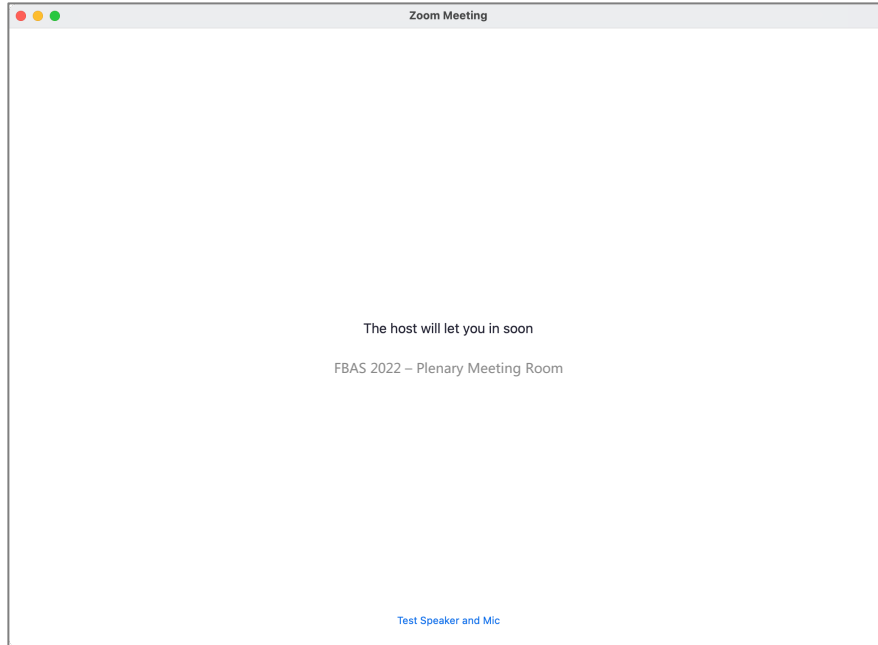 Zoom Meeting
The host will let you in soon
FBAS 2022 – Plenary Meeting Room
Test Speaker and Mic